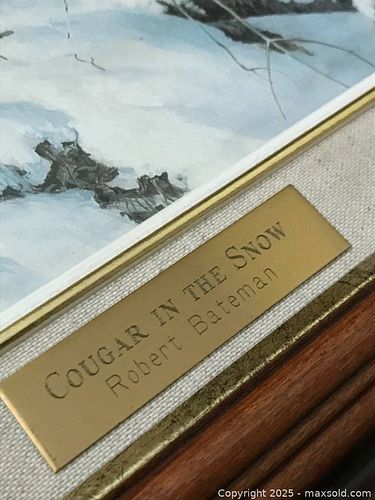 COUGAR IN THE SNOW
Robert Bateman
Copyright 2025 - maxsold.com